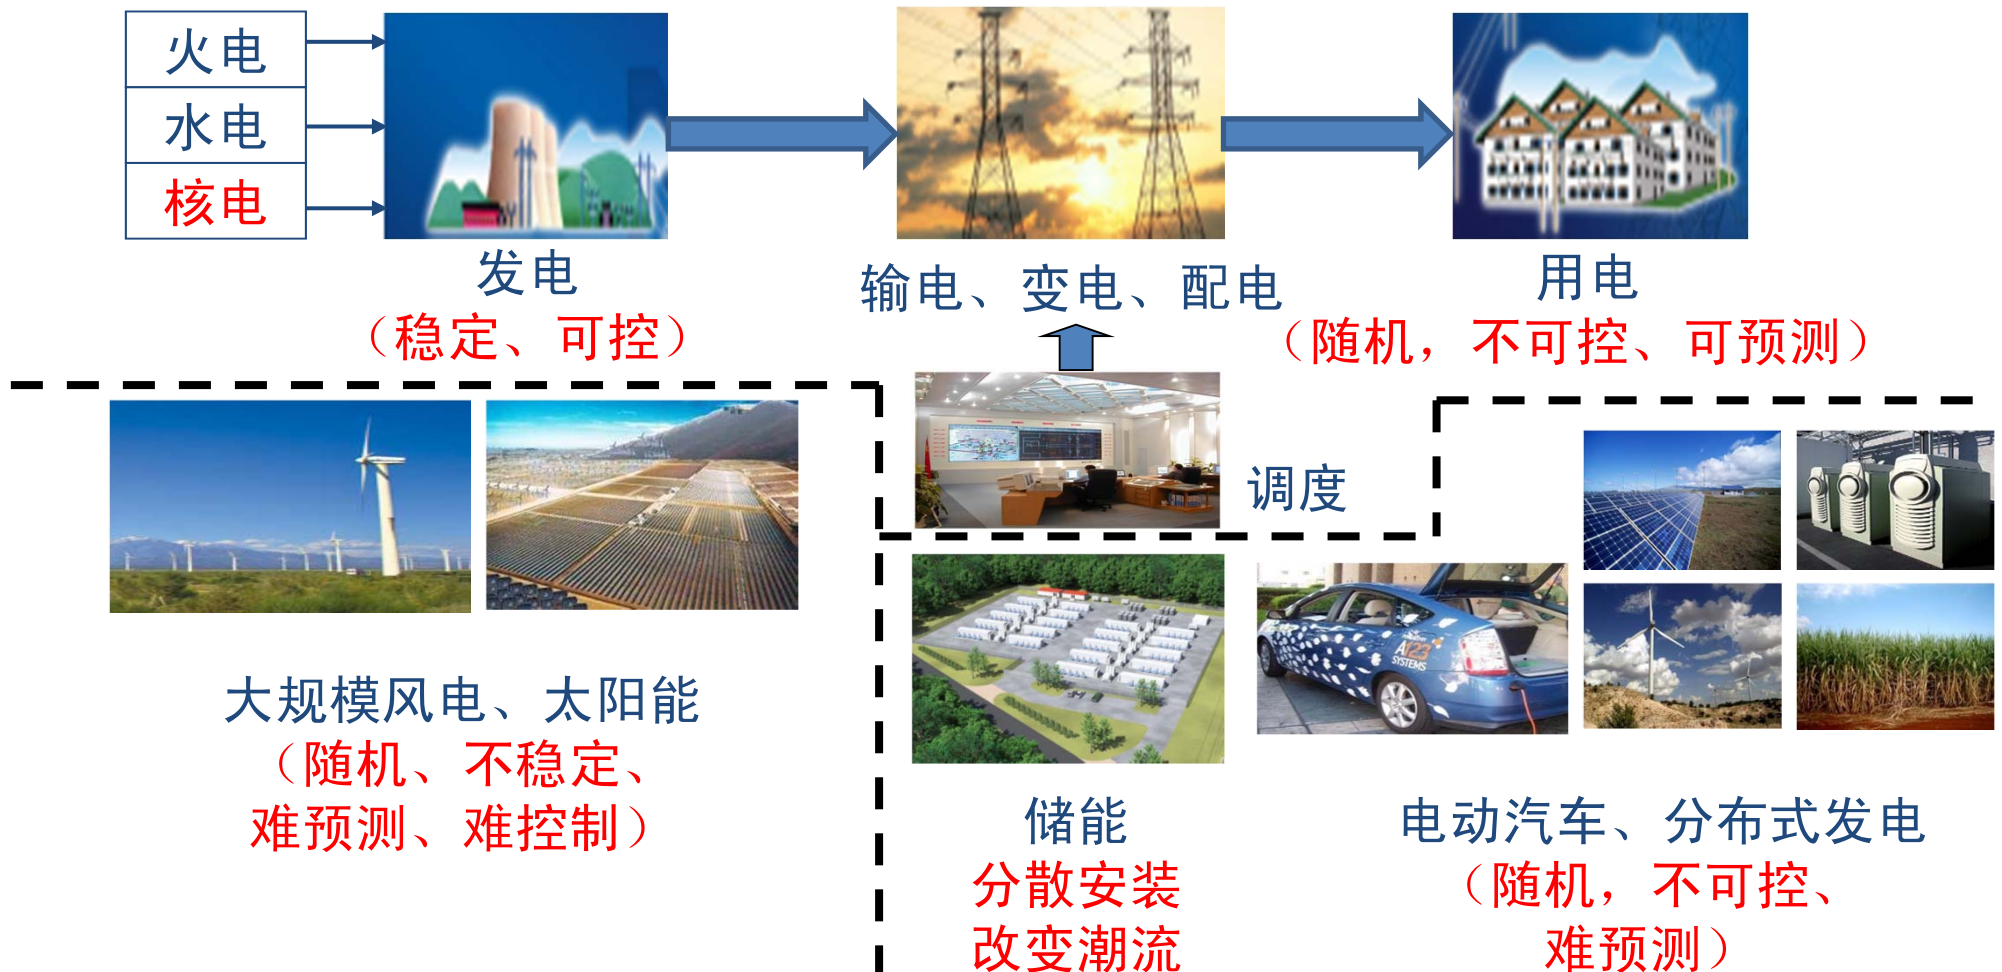 火电
水电
核电
发电
（稳定、可控）
输电、变电、配电
用电
（随机，不可控、可预测）
调度
A123
SYSTEMS
大规模风电、太阳能
（随机、不稳定、
难预测、难控制）
储能
分散安装
改变潮流
电动汽车、分布式发电
（随机，不可控、
难预测）